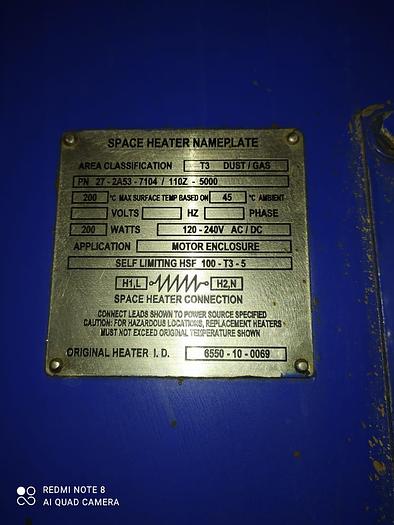 SPACE HEATER NAMEPLATE
AREA CLASSIFICATION T3 DUST / GAS
PN 27 - 2A53 - 7104 / 110Z - 5000
200 °C MAX SURFACE TEMP BASED ON 45 °C AMBIENT
VOLTS HZ PHASE
200 WATTS 120 - 240V AC / DC
APPLICATION MOTOR ENCLOSURE
SELF LIMITING HSF 100 - T3 - 5
H1,L H2,N
SPACE HEATER CONNECTION
CONNECT LEADS SHOWN TO POWER SOURCE SPECIFIED
CAUTION: FOR HAZARDOUS LOCATIONS, REPLACEMENT HEATERS
MUST NOT EXCEED ORIGINAL TEMPERATURE SHOWN
ORIGINAL HEATER I.D. 6550 - 10 - 0069
REDMI NOTE 8
AI QUAD CAMERA